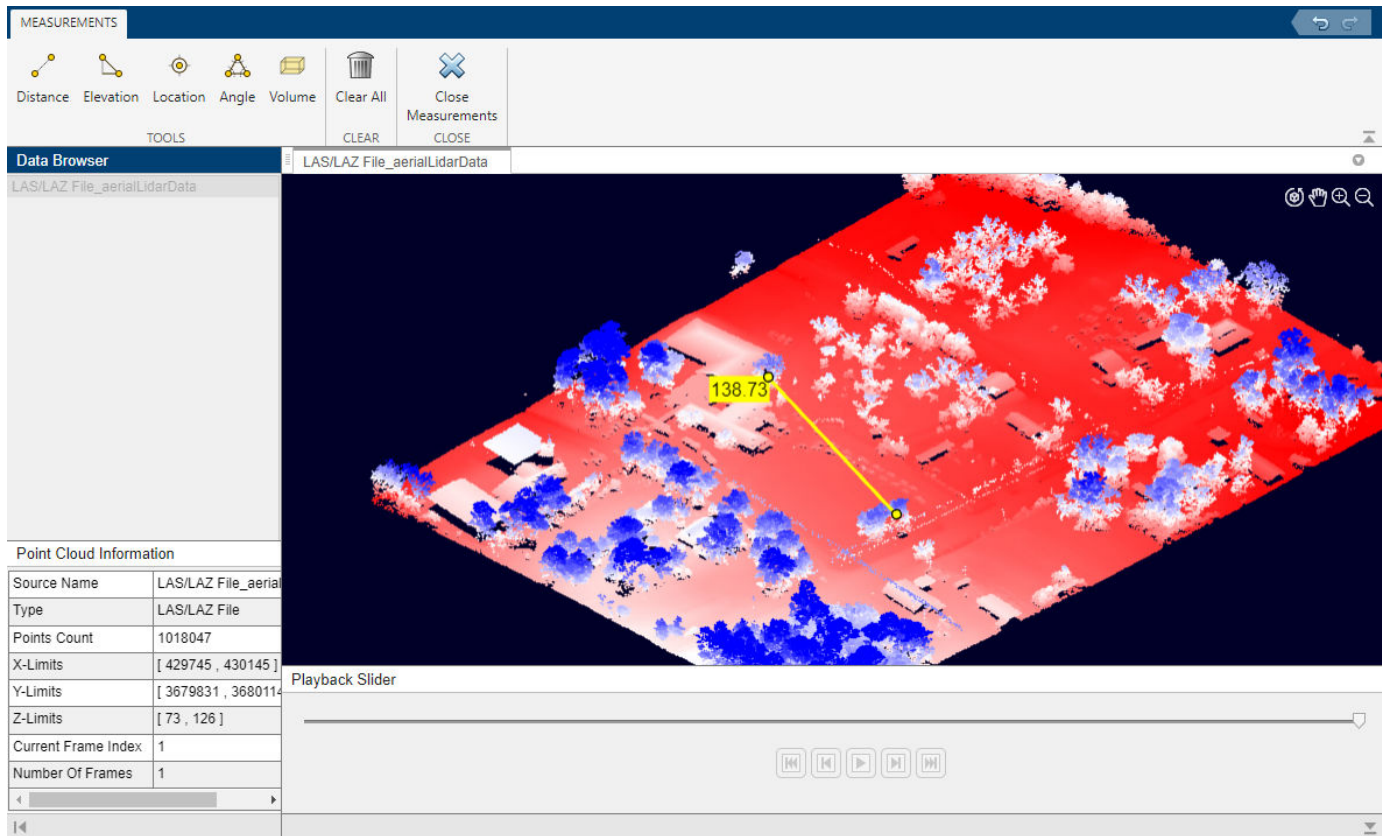 MEASUREMENTS
Distance Elevation Location Angle Volume Clear All Close Measurements
TOOLS CLEAR CLOSE
Data Browser
LAS/LAZ File_aerialLidarData
LAS/LAZ File_aerialLidarData
138.73
Point Cloud Information
Source Name LAS/LAZ File_aerial
Type LAS/LAZ File
Points Count 1018047
X-Limits [ 429745 , 430145 ]
Y-Limits [ 3679831 , 3680114
Z-Limits [ 73 , 126 ]
Current Frame Index 1
Number Of Frames 1
Playback Slider